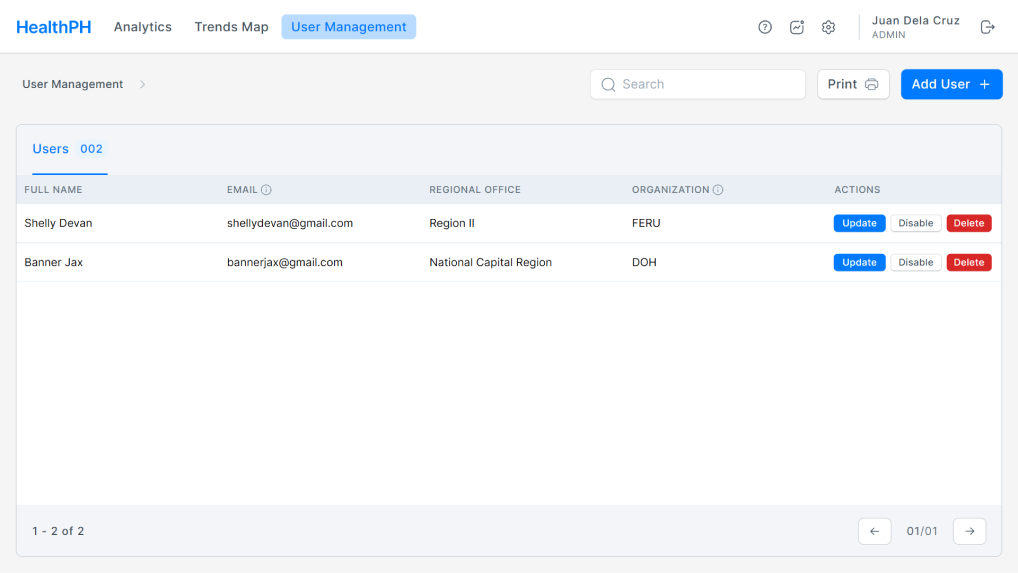 HealthPH Analytics Trends Map User Management Juan Dela Cruz
ADMIN
User Management Search Print Add User +
Users 002
FULL NAME EMAIL REGIONAL OFFICE ORGANIZATION ACTIONS
Shelly Devan shellydevan@gmail.com Region II FERU Update Disable Delete
Banner Jax bannerjax@gmail.com National Capital Region DOH Update Disable Delete
1 - 2 of 2 01/01